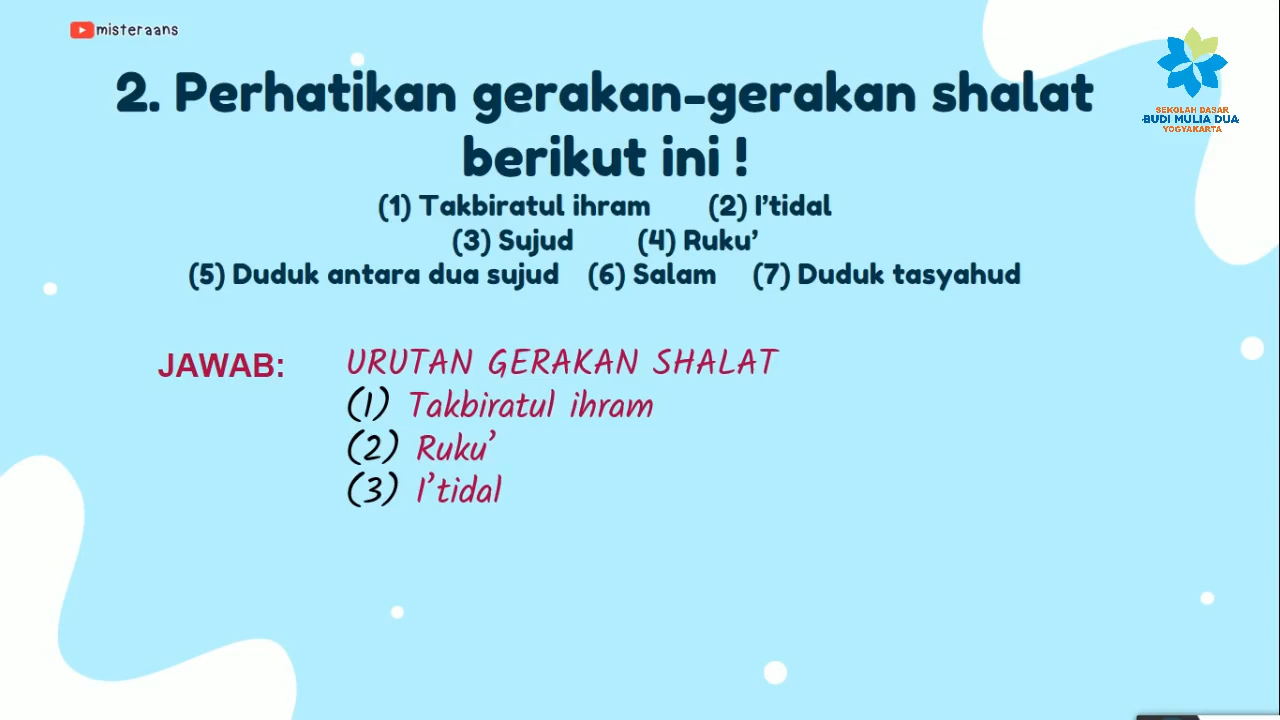 misteraans
2. Perhatikan gerakan-gerakan shalat
berikut ini !
(1) Takbiratul ihram (2) I'tidal
(3) Sujud (4) Ruku'
(5) Duduk antara dua sujud (6) Salam (7) Duduk tasyahud
SEKOLAH DASAR
BUDI MULIA DUA
YOGYAKARTA
JAWAB: URUTAN GERAKAN SHALAT
(1) Takbiratul ihram
(2) Ruku'
(3) I'tidal